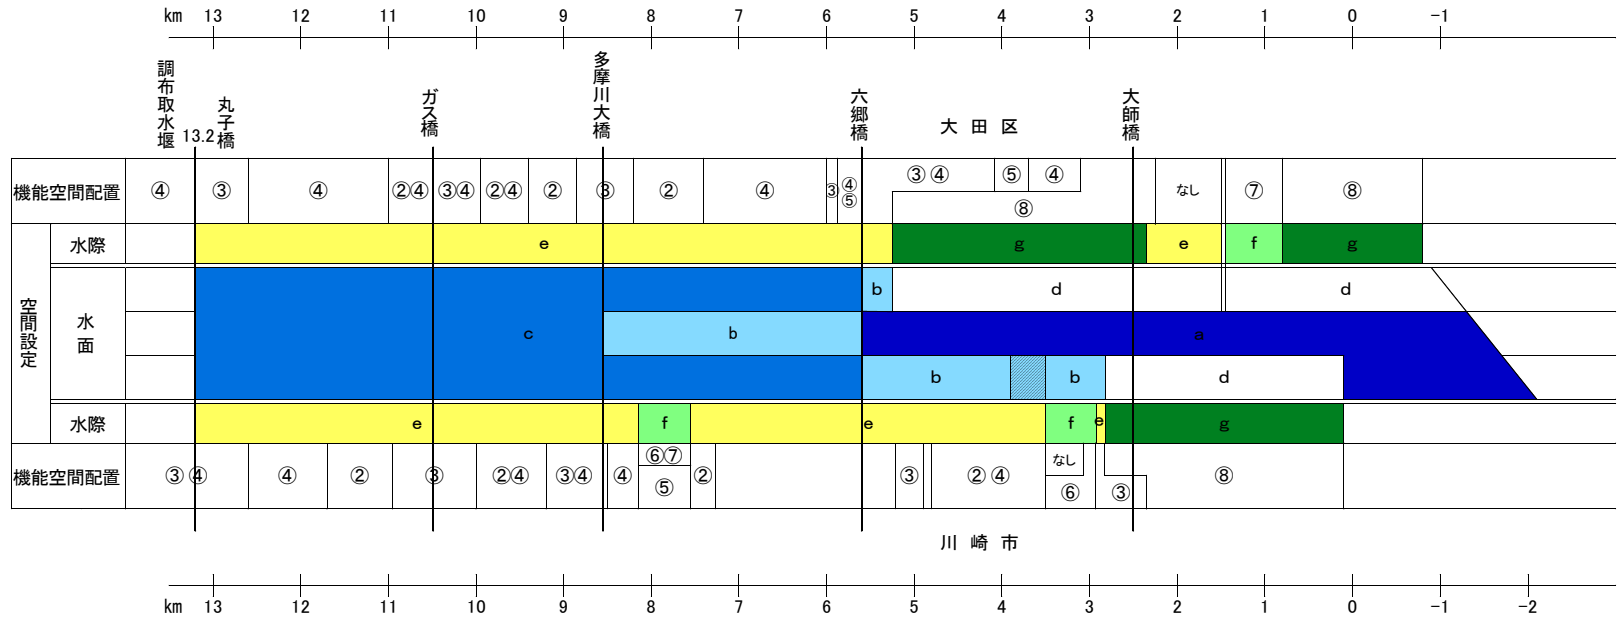 km 13 12 11 10 9 8 7 6 5 4 3 2 1 0 −1
調布取水堰
13.2
丸子橋
ガス橋
多摩川大橋
六郷橋
大田区
大師橋
機能空間配置 ④ ③ ④ ②④ ③④ ②④ ② ③ ② ④ ③ ④⑤ ③④ ⑤ ④ ⑧ なし ⑦ ⑧
空間設定
水際 e g e f g
水面
b d d
c b a
b b d
水際 e f e f e g
機能空間配置 ③④ ④ ② ③ ②④ ③④ ④ ⑥⑦ ⑤ ② ③ ②④ なし ⑥ ③ ⑧
川崎市
km 13 12 11 10 9 8 7 6 5 4 3 2 1 0 −1 −2